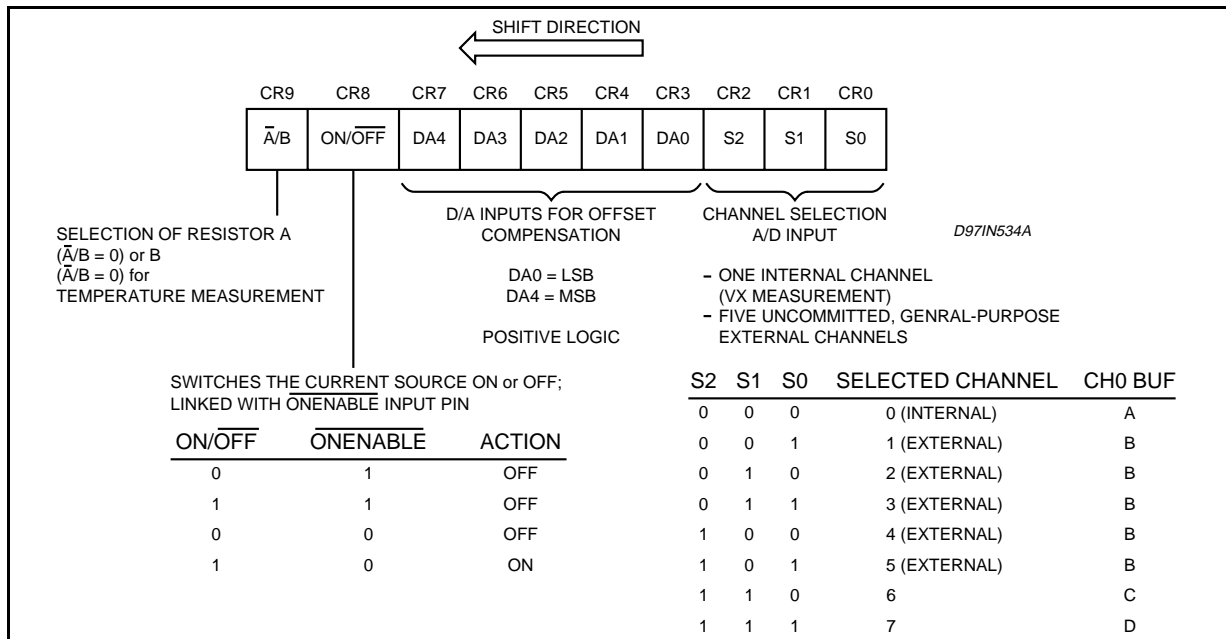 SHIFT DIRECTION
CR9 CR8 CR7 CR6 CR5 CR4 CR3 CR2 CR1 CR0
A̅/B ON/O̅F̅F̅ DA4 DA3 DA2 DA1 DA0 S2 S1 S0
SELECTION OF RESISTOR A
(A̅/B = 0) or B
(A̅/B = 0) for
TEMPERATURE MEASUREMENT
D/A INPUTS FOR OFFSET
COMPENSATION
DA0 = LSB
DA4 = MSB
POSITIVE LOGIC
CHANNEL SELECTION
A/D INPUT
– ONE INTERNAL CHANNEL
(VX MEASUREMENT)
– FIVE UNCOMMITTED, GENRAL-PURPOSE
EXTERNAL CHANNELS
D97IN534A
SWITCHES THE CURRENT SOURCE ON or OFF;
LINKED WITH O̅N̅E̅N̅A̅B̅L̅E̅ INPUT PIN
ON/O̅F̅F̅ O̅N̅E̅N̅A̅B̅L̅E̅ ACTION
0 1 OFF
1 1 OFF
0 0 OFF
1 0 ON
S2 S1 S0 SELECTED CHANNEL CH0 BUF
0 0 0 0 (INTERNAL) A
0 0 1 1 (EXTERNAL) B
0 1 0 2 (EXTERNAL) B
0 1 1 3 (EXTERNAL) B
1 0 0 4 (EXTERNAL) B
1 0 1 5 (EXTERNAL) B
1 1 0 6 C
1 1 1 7 D